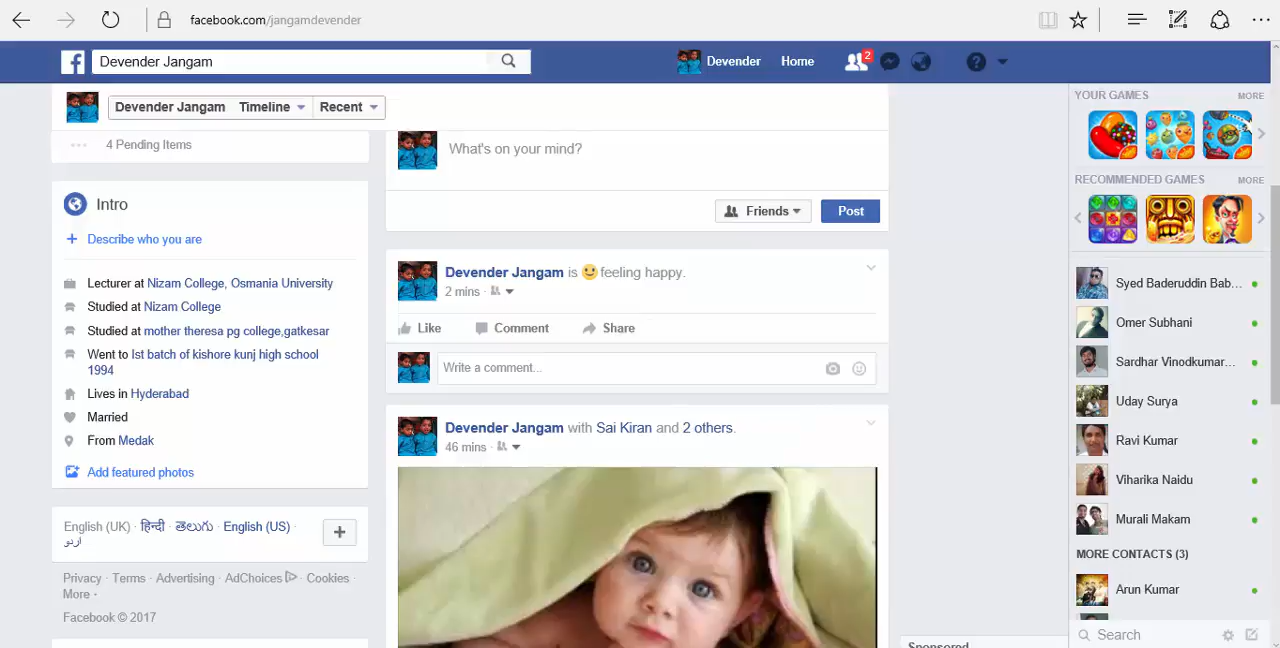 facebook.com/jangamdevender
Devender Jangam
Devender
Home
2
Devender Jangam Timeline Recent
4 Pending Items
What's on your mind?
Friends Post
Intro
Describe who you are
Lecturer at Nizam College, Osmania University
Studied at Nizam College
Studied at mother theresa pg college,gatkesar
Went to Ist batch of kishore kunj high school
1994
Lives in Hyderabad
Married
From Medak
Add featured photos
English (UK) · हिन्दी · తెలుగు · English (US) ·
اردو
Privacy · Terms · Advertising · AdChoices · Cookies ·
More
Facebook © 2017
Devender Jangam is feeling happy.
2 mins ·
Like Comment Share
Write a comment...
Devender Jangam with Sai Kiran and 2 others.
46 mins ·
YOUR GAMES MORE
RECOMMENDED GAMES MORE
Syed Baderuddin Bab...
Omer Subhani
Sardhar Vinodkumar...
Uday Surya
Ravi Kumar
Viharika Naidu
Murali Makam
MORE CONTACTS (3)
Arun Kumar
Sponsored
Search